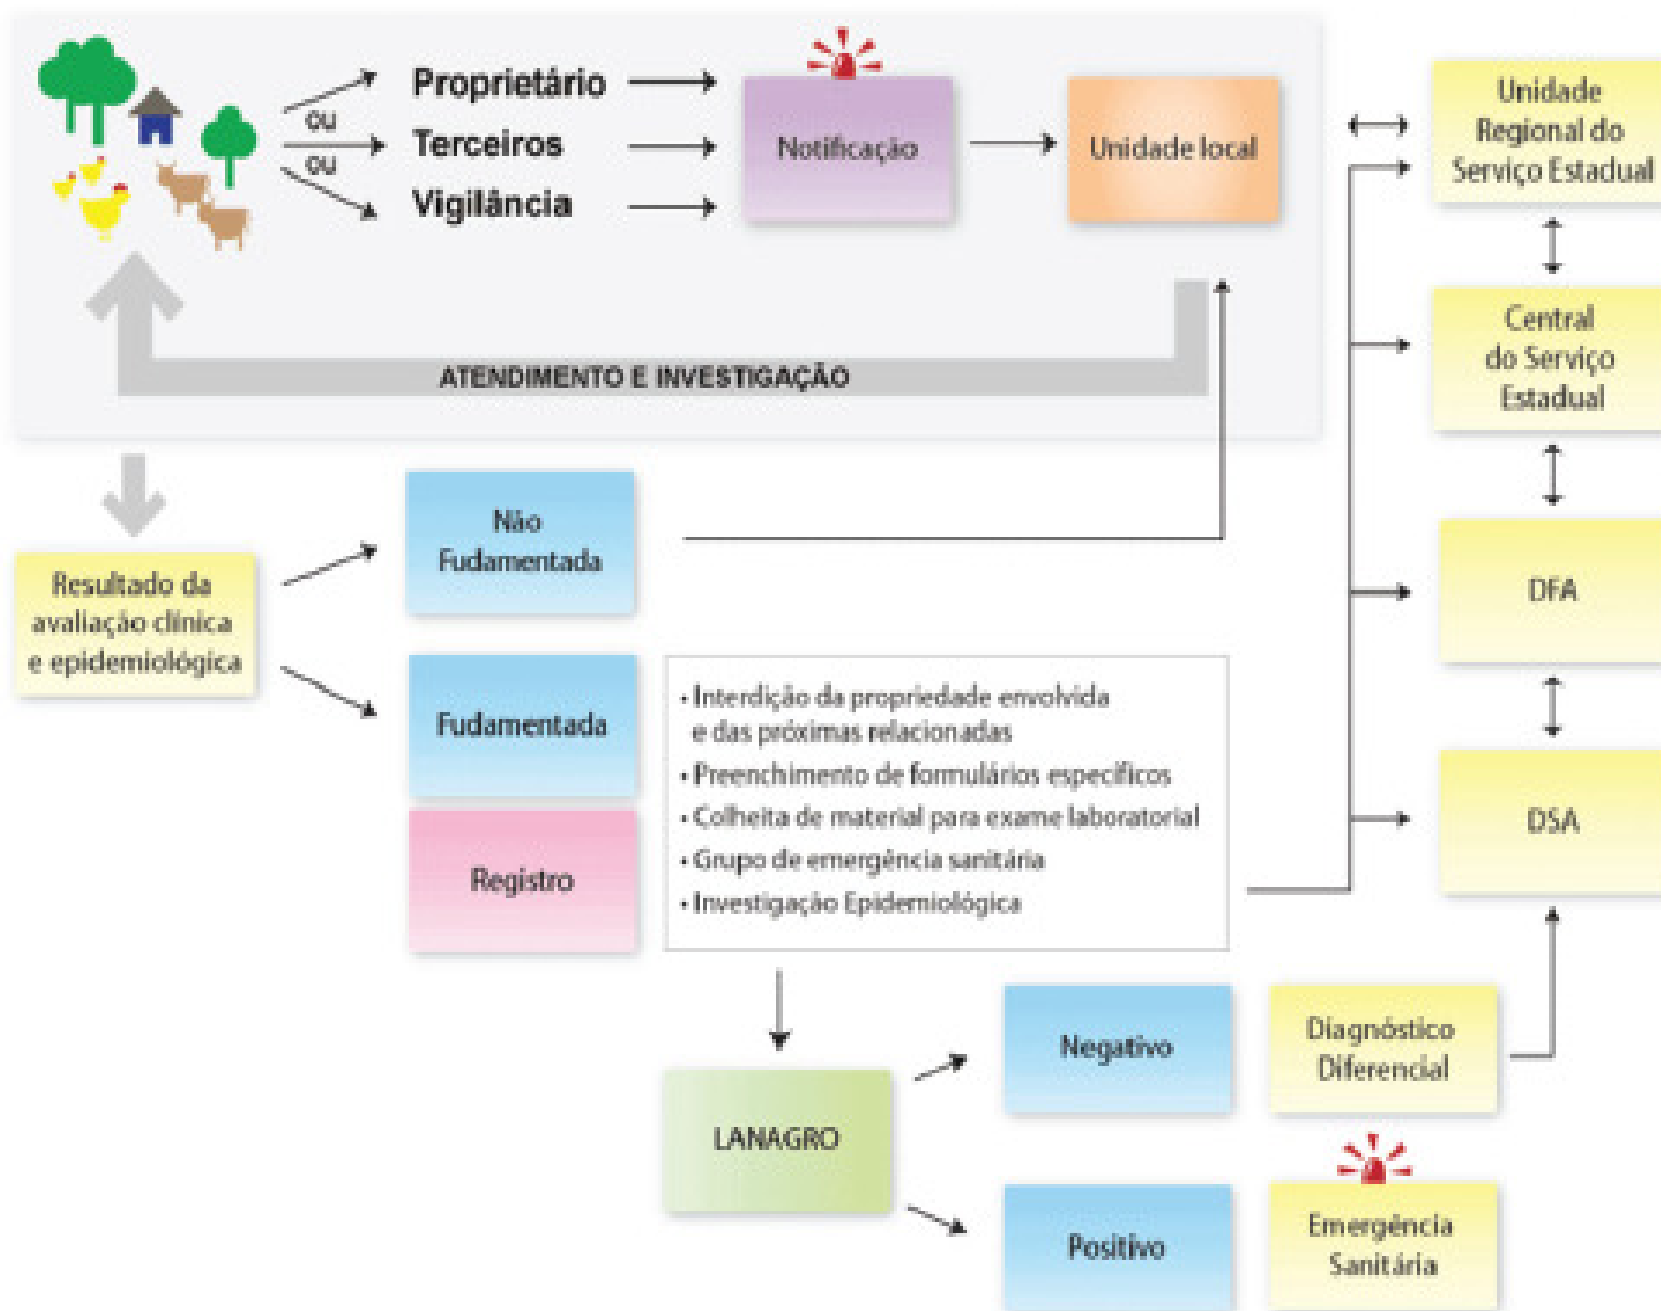 Proprietário
ou
Terceiros
ou
Vigilância
Notificação
Unidade local
Unidade
Regional do
Serviço Estadual
ATENDIMENTO E INVESTIGAÇÃO
Central
do Serviço
Estadual
Não
Fudamentada
Resultado da
avaliação clínica
e epidemiológica
Fudamentada
Registro
• Interdição da propriedade envolvida
e das próximas relacionadas
• Preenchimento de formulários específicos
• Colheita de material para exame laboratorial
• Grupo de emergência sanitária
• Investigação Epidemiológica
DFA
DSA
LANAGRO
Negativo
Diagnóstico
Diferencial
Positivo
Emergência
Sanitária